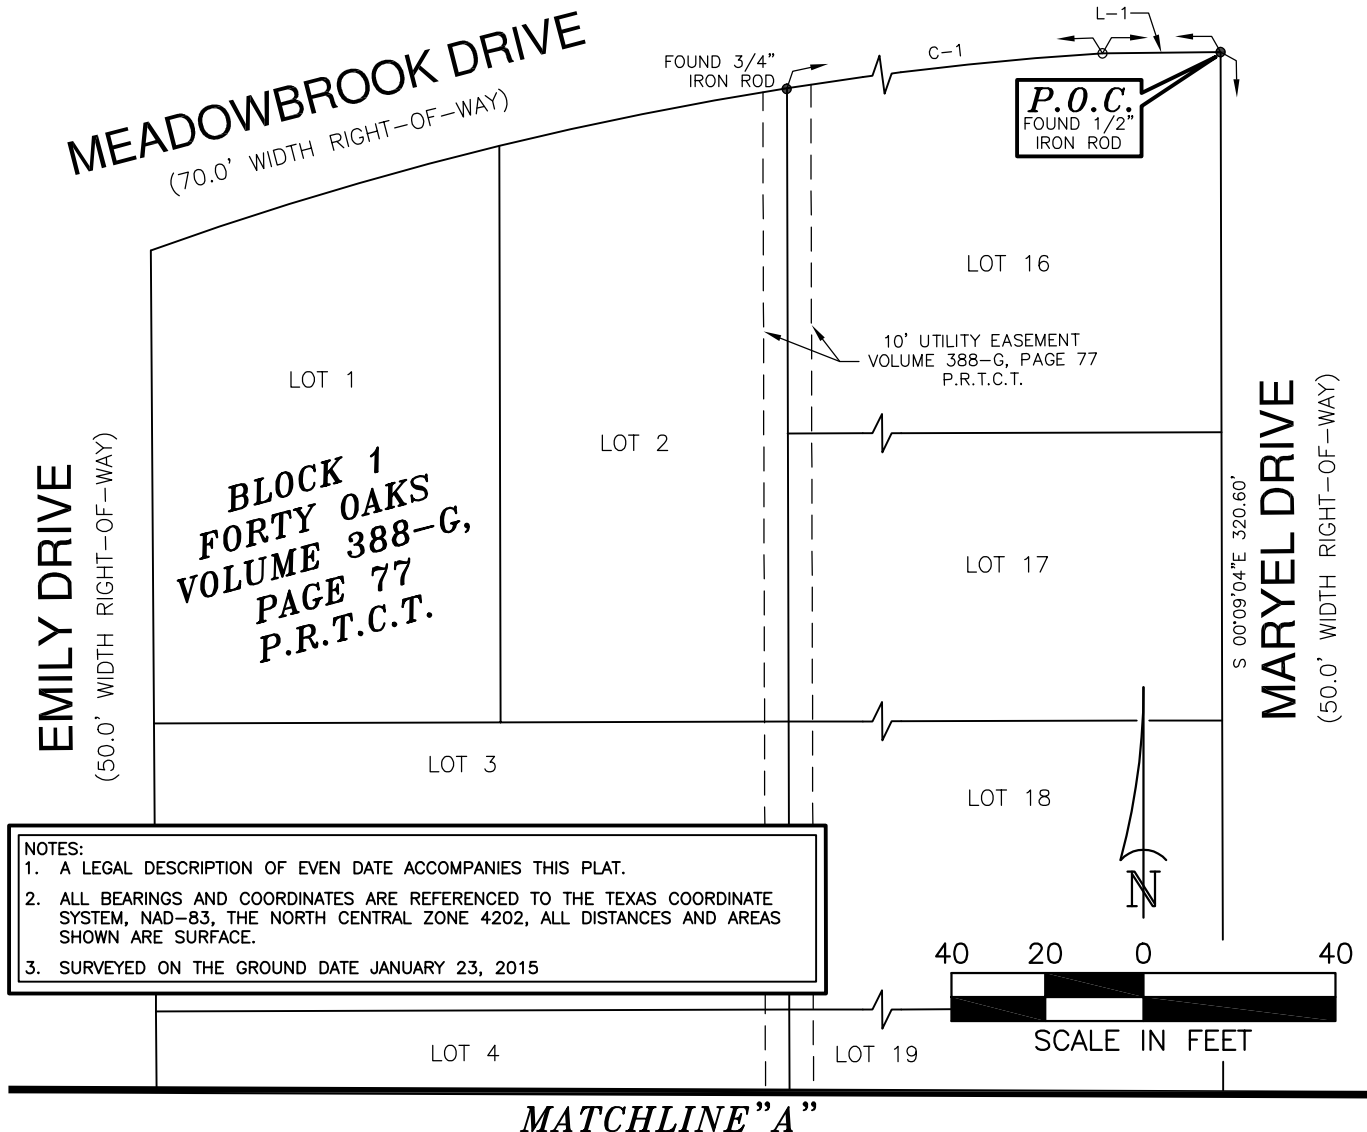 MEADOWBROOK DRIVE
(70.0' WIDTH RIGHT-OF-WAY)
FOUND 3/4"
IRON ROD
C-1
L-1
P.O.C.
FOUND 1/2"
IRON ROD
LOT 16
10' UTILITY EASEMENT
VOLUME 388-G, PAGE 77
P.R.T.C.T.
LOT 1
LOT 2
BLOCK 1
FORTY OAKS
VOLUME 388-G,
PAGE 77
P.R.T.C.T.
EMILY DRIVE
(50.0' WIDTH RIGHT-OF-WAY)
LOT 17
S 00°09'04"E 320.60'
MARYEL DRIVE
(50.0' WIDTH RIGHT-OF-WAY)
LOT 3
LOT 18
NOTES:
1. A LEGAL DESCRIPTION OF EVEN DATE ACCOMPANIES THIS PLAT.
2. ALL BEARINGS AND COORDINATES ARE REFERENCED TO THE TEXAS COORDINATE
SYSTEM, NAD-83, THE NORTH CENTRAL ZONE 4202, ALL DISTANCES AND AREAS
SHOWN ARE SURFACE.
3. SURVEYED ON THE GROUND DATE JANUARY 23, 2015
N
40 20 0 40
SCALE IN FEET
LOT 4
LOT 19
MATCHLINE"A"